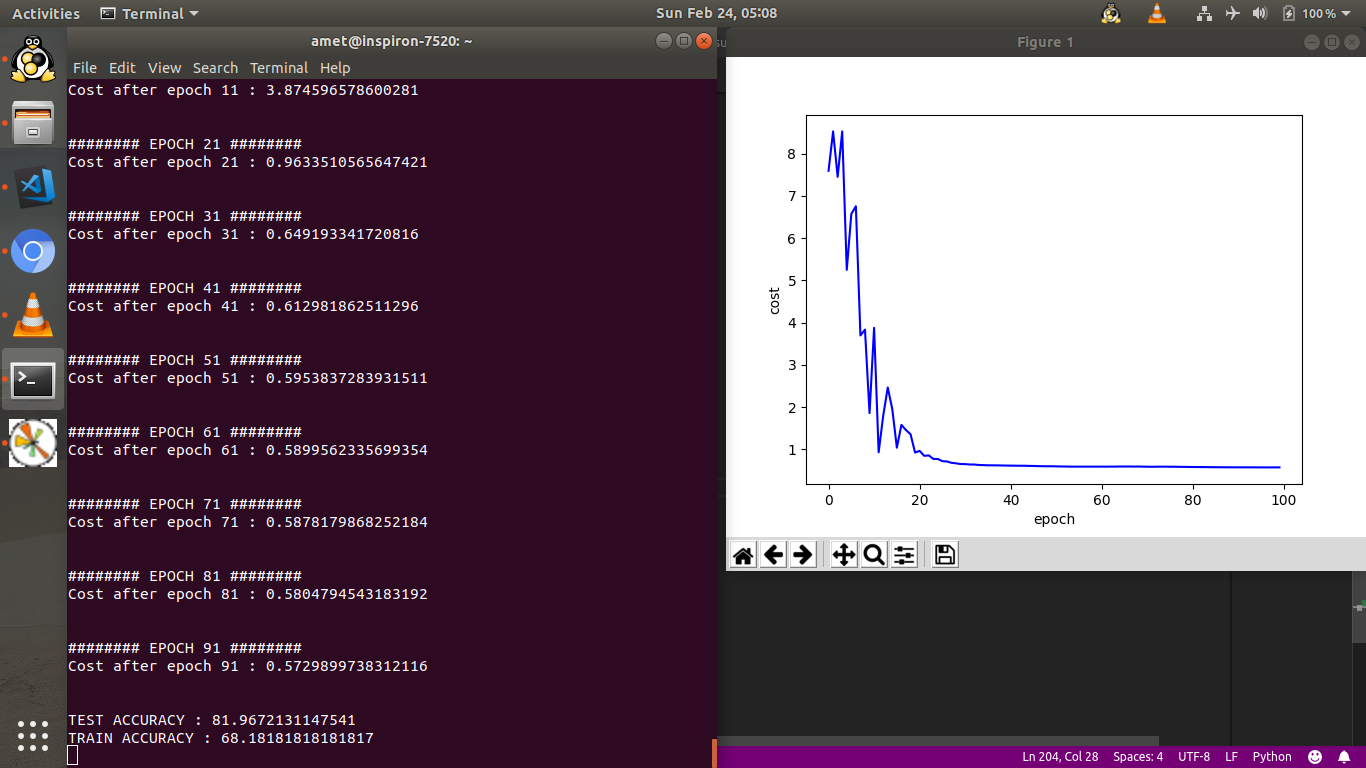 Activities Terminal Sun Feb 24, 05:08 100 %
amet@inspiron-7520: ~
File Edit View Search Terminal Help
Cost after epoch 11 : 3.874596578600281
######## EPOCH 21 ########
Cost after epoch 21 : 0.9633510565647421
######## EPOCH 31 ########
Cost after epoch 31 : 0.649193341720816
######## EPOCH 41 ########
Cost after epoch 41 : 0.612981862511296
######## EPOCH 51 ########
Cost after epoch 51 : 0.5953837283931511
######## EPOCH 61 ########
Cost after epoch 61 : 0.5899562335699354
######## EPOCH 71 ########
Cost after epoch 71 : 0.5878179868252184
######## EPOCH 81 ########
Cost after epoch 81 : 0.5804794543183192
######## EPOCH 91 ########
Cost after epoch 91 : 0.5729899738312116
TEST ACCURACY : 81.9672131147541
TRAIN ACCURACY : 68.18181818181817
Figure 1
8
7
6
5
4
3
2
1
cost
0 20 40 60 80 100
epoch
Ln 204, Col 28 Spaces: 4 UTF-8 LF Python